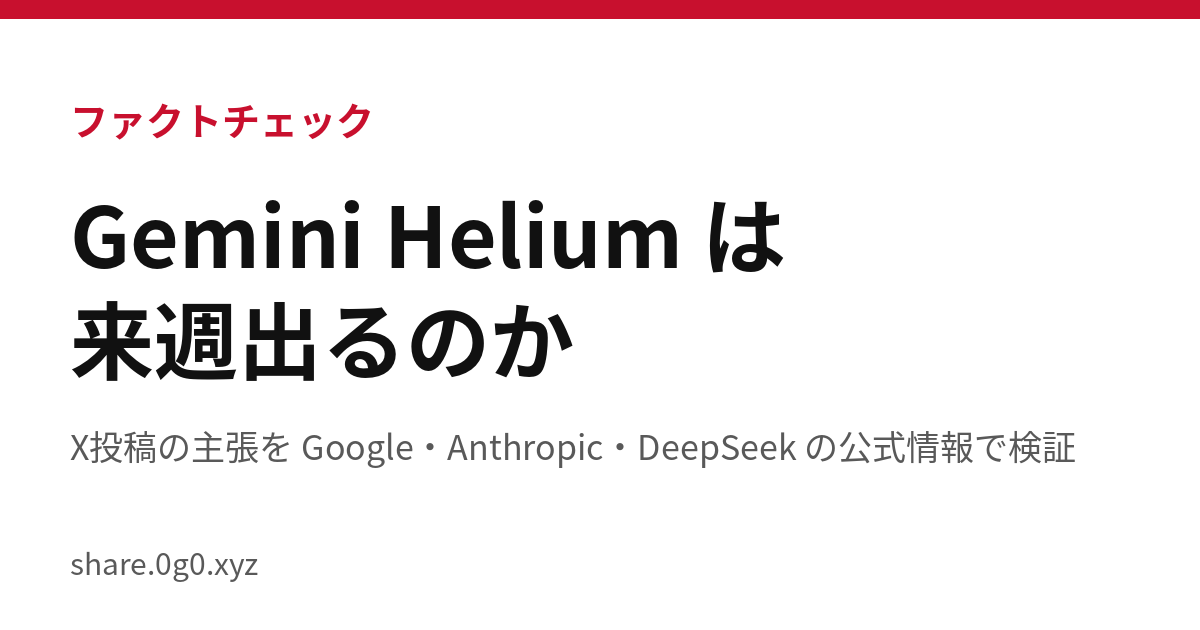 ファクトチェック
Gemini Helium は
来週出るのか
X投稿の主張を Google・Anthropic・DeepSeek の公式情報で検証
share.0g0.xyz